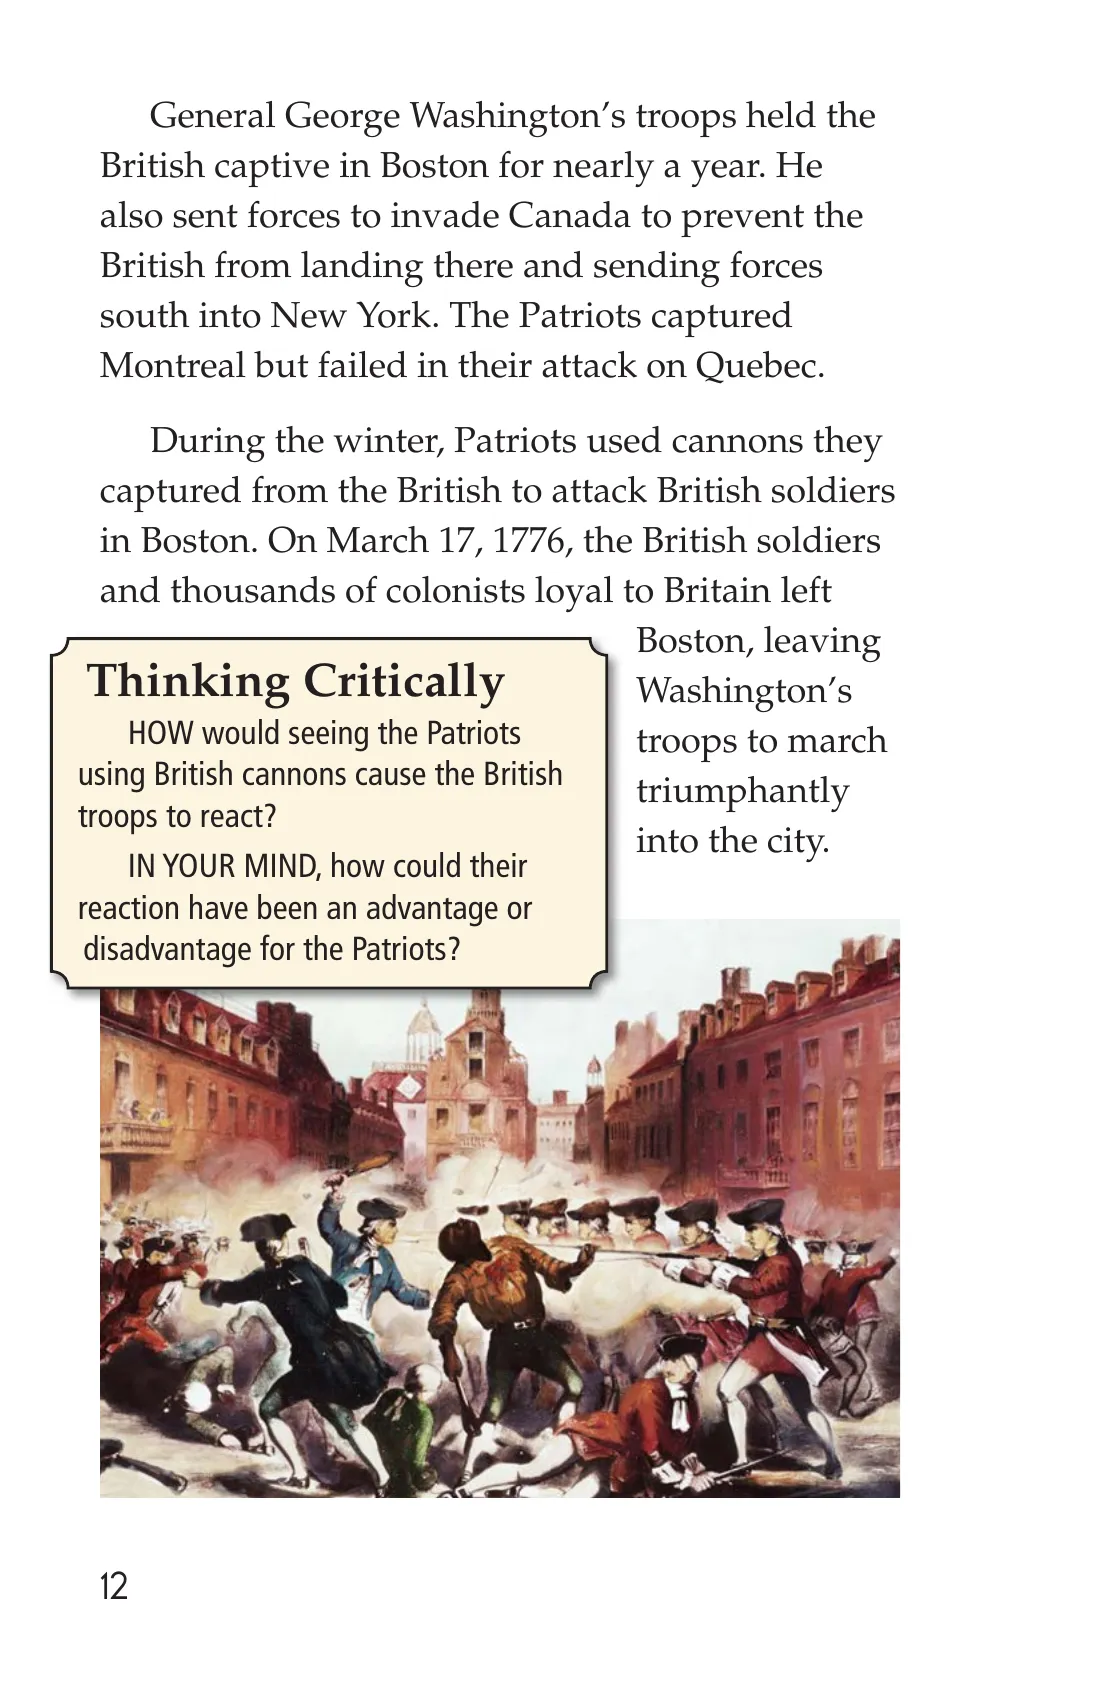 General George Washington’s troops held the
British captive in Boston for nearly a year. He
also sent forces to invade Canada to prevent the
British from landing there and sending forces
south into New York. The Patriots captured
Montreal but failed in their attack on Quebec.
During the winter, Patriots used cannons they
captured from the British to attack British soldiers
in Boston. On March 17, 1776, the British soldiers
and thousands of colonists loyal to Britain left
Boston, leaving
Washington’s
troops to march
triumphantly
into the city.
Thinking Critically
HOW would seeing the Patriots
using British cannons cause the British
troops to react?
IN YOUR MIND, how could their
reaction have been an advantage or
disadvantage for the Patriots?
12